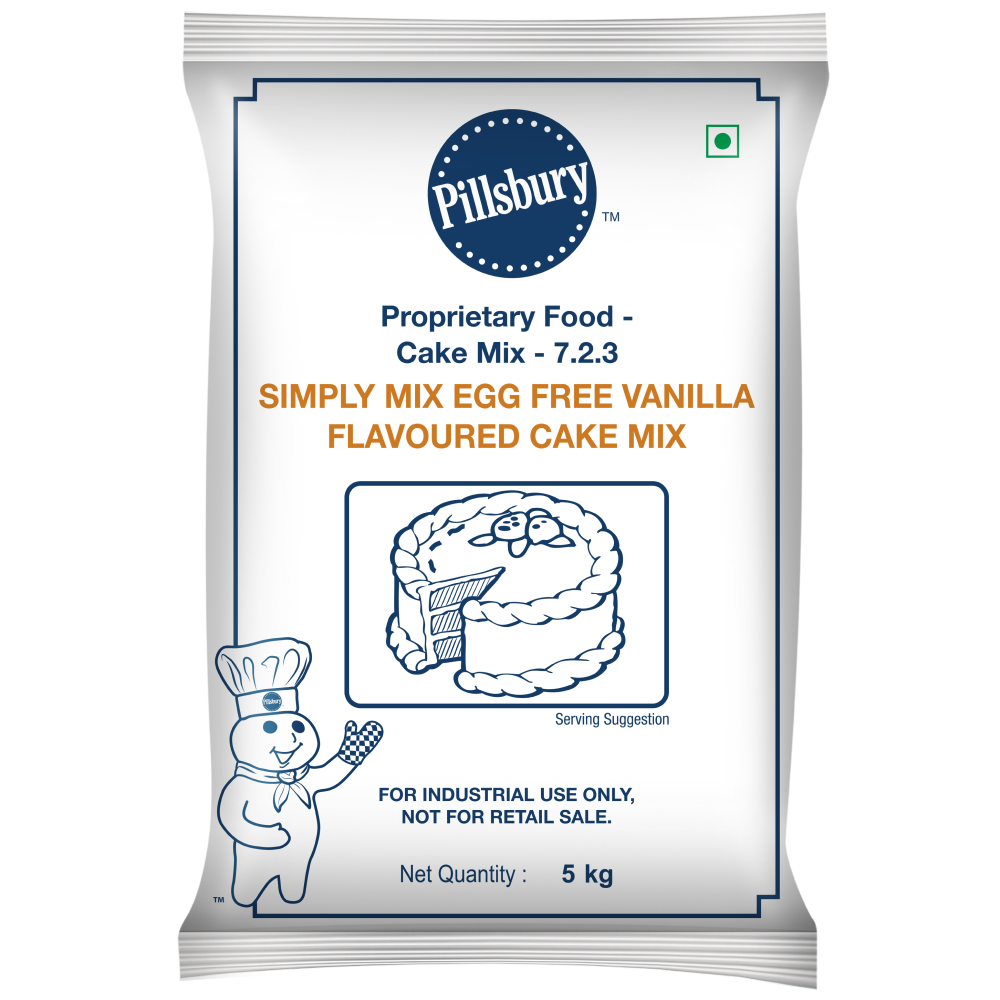 Pillsbury
TM
Proprietary Food -
Cake Mix - 7.2.3
SIMPLY MIX EGG FREE VANILLA
FLAVOURED CAKE MIX
Serving Suggestion
Pillsbury
FOR INDUSTRIAL USE ONLY,
NOT FOR RETAIL SALE.
Net Quantity : 5 kg
TM